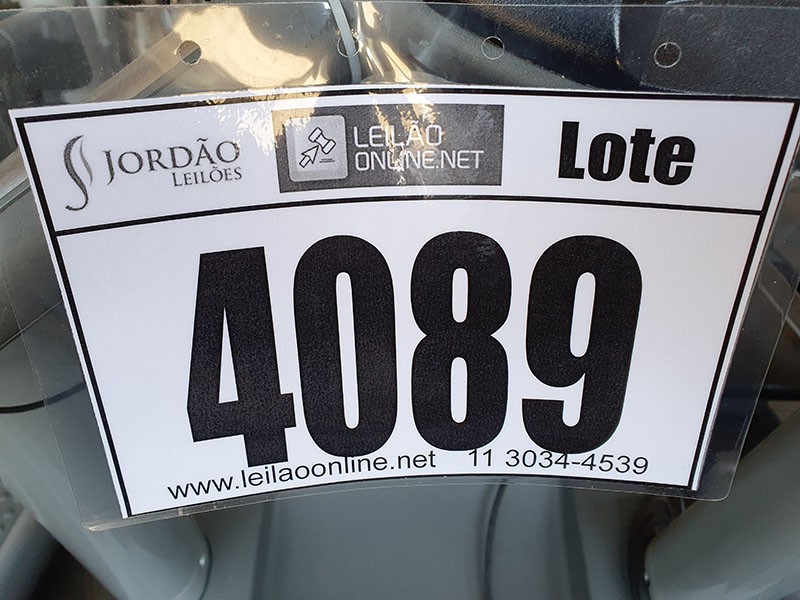 JORDÃO
LEILÕES
LEILÃO
ONLINE.NET
Lote
4089
www.leilaoonline.net 11 3034-4539